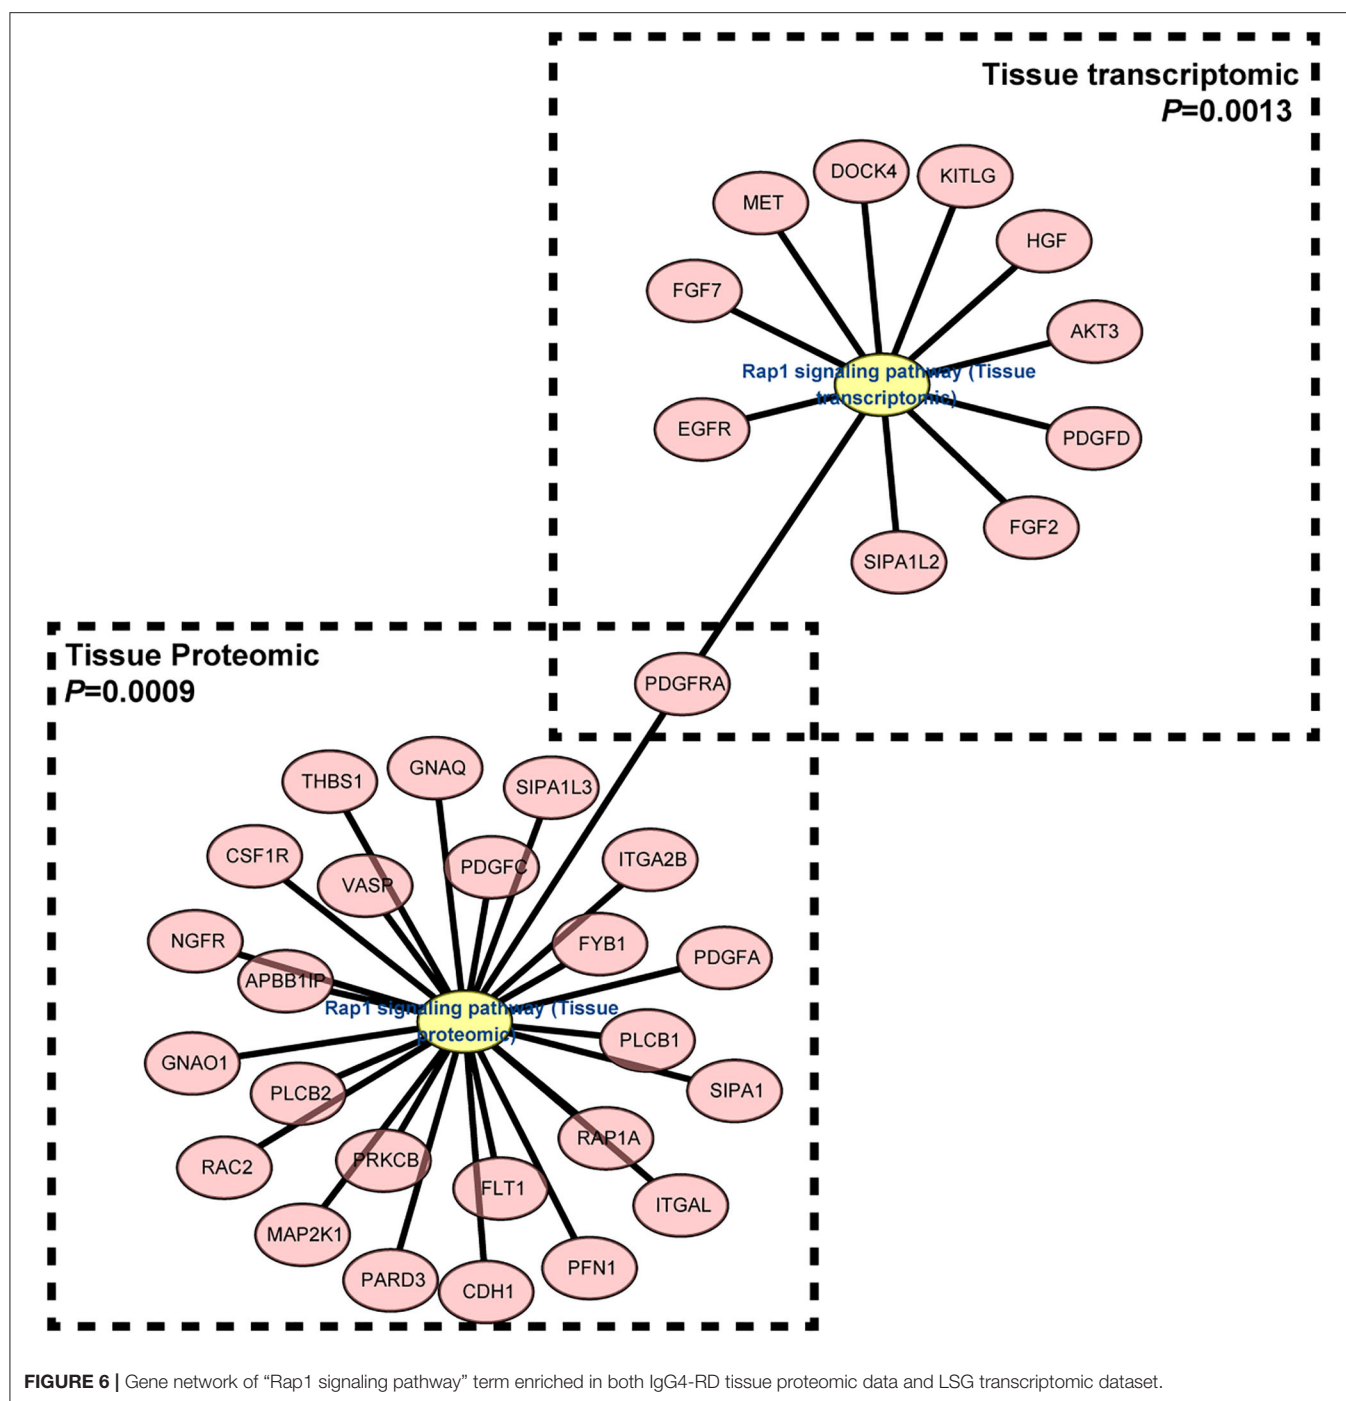 Tissue transcriptomic
P=0.0013
DOCK4
KITLG
MET
HGF
FGF7
AKT3
Rap1 signaling pathway (Tissue
transcriptomic)
EGFR
PDGFD
FGF2
SIPA1L2
Tissue Proteomic
P=0.0009
PDGFRA
GNAQ
THBS1
SIPA1L3
CSF1R
ITGA2B
PDGFC
VASP
NGFR
FYB1
PDGFA
APBB1IP
Rap1 signaling pathway (Tissue
proteomic)
PLCB1
GNAO1
SIPA1
PLCB2
RAP1A
RAC2
PRKCB
FLT1
ITGAL
MAP2K1
PFN1
PARD3
CDH1
FIGURE 6 | Gene network of “Rap1 signaling pathway” term enriched in both IgG4-RD tissue proteomic data and LSG transcriptomic dataset.